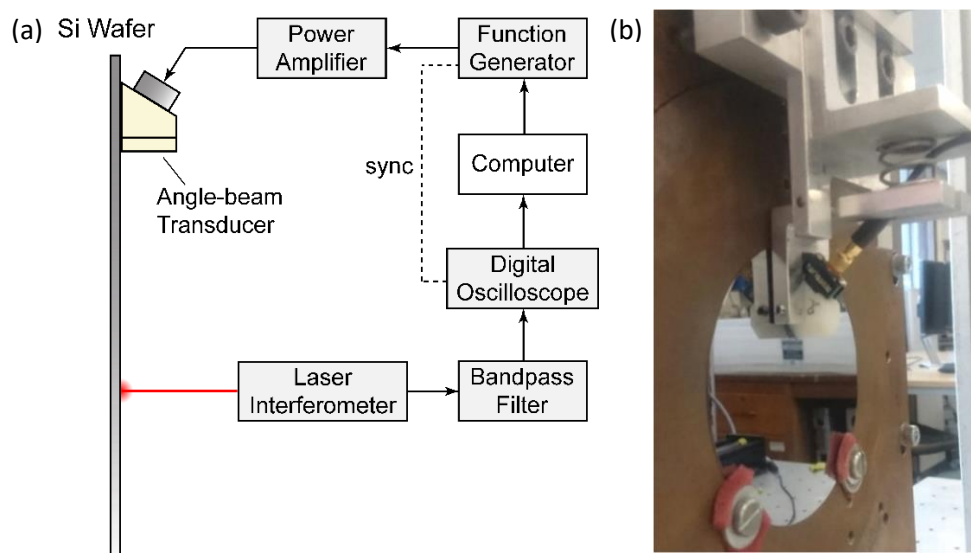 (a) Si Wafer
Power
Amplifier
Function
Generator
(b)
sync
Computer
Angle-beam
Transducer
Digital
Oscilloscope
Laser
Interferometer
Bandpass
Filter